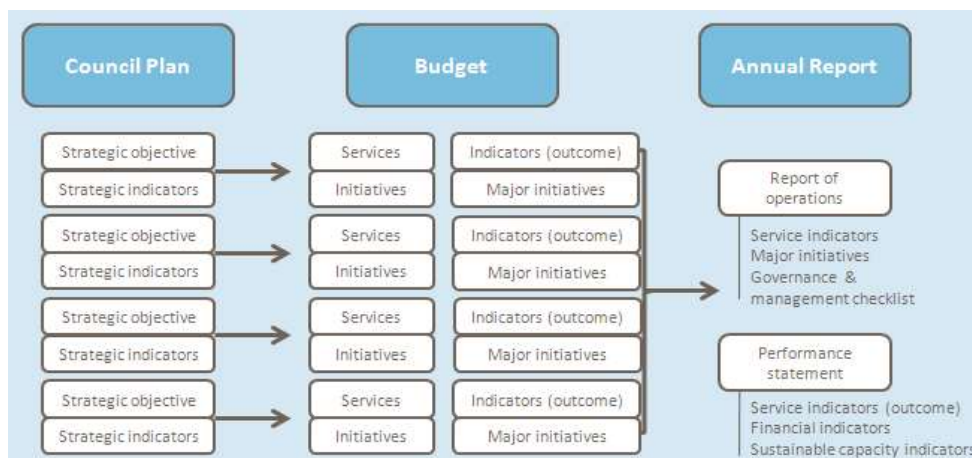 Council Plan
Budget
Annual Report
Strategic objective
Strategic indicators
Services
Initiatives
Indicators (outcome)
Major initiatives
Strategic objective
Strategic indicators
Services
Initiatives
Indicators (outcome)
Major initiatives
Strategic objective
Strategic indicators
Services
Initiatives
Indicators (outcome)
Major initiatives
Strategic objective
Strategic indicators
Services
Initiatives
Indicators (outcome)
Major initiatives
Report of
operations
Service indicators
Major initiatives
Governance &
management checklist
Performance
statement
Service indicators (outcome)
Financial indicators
Sustainable capacity indicators